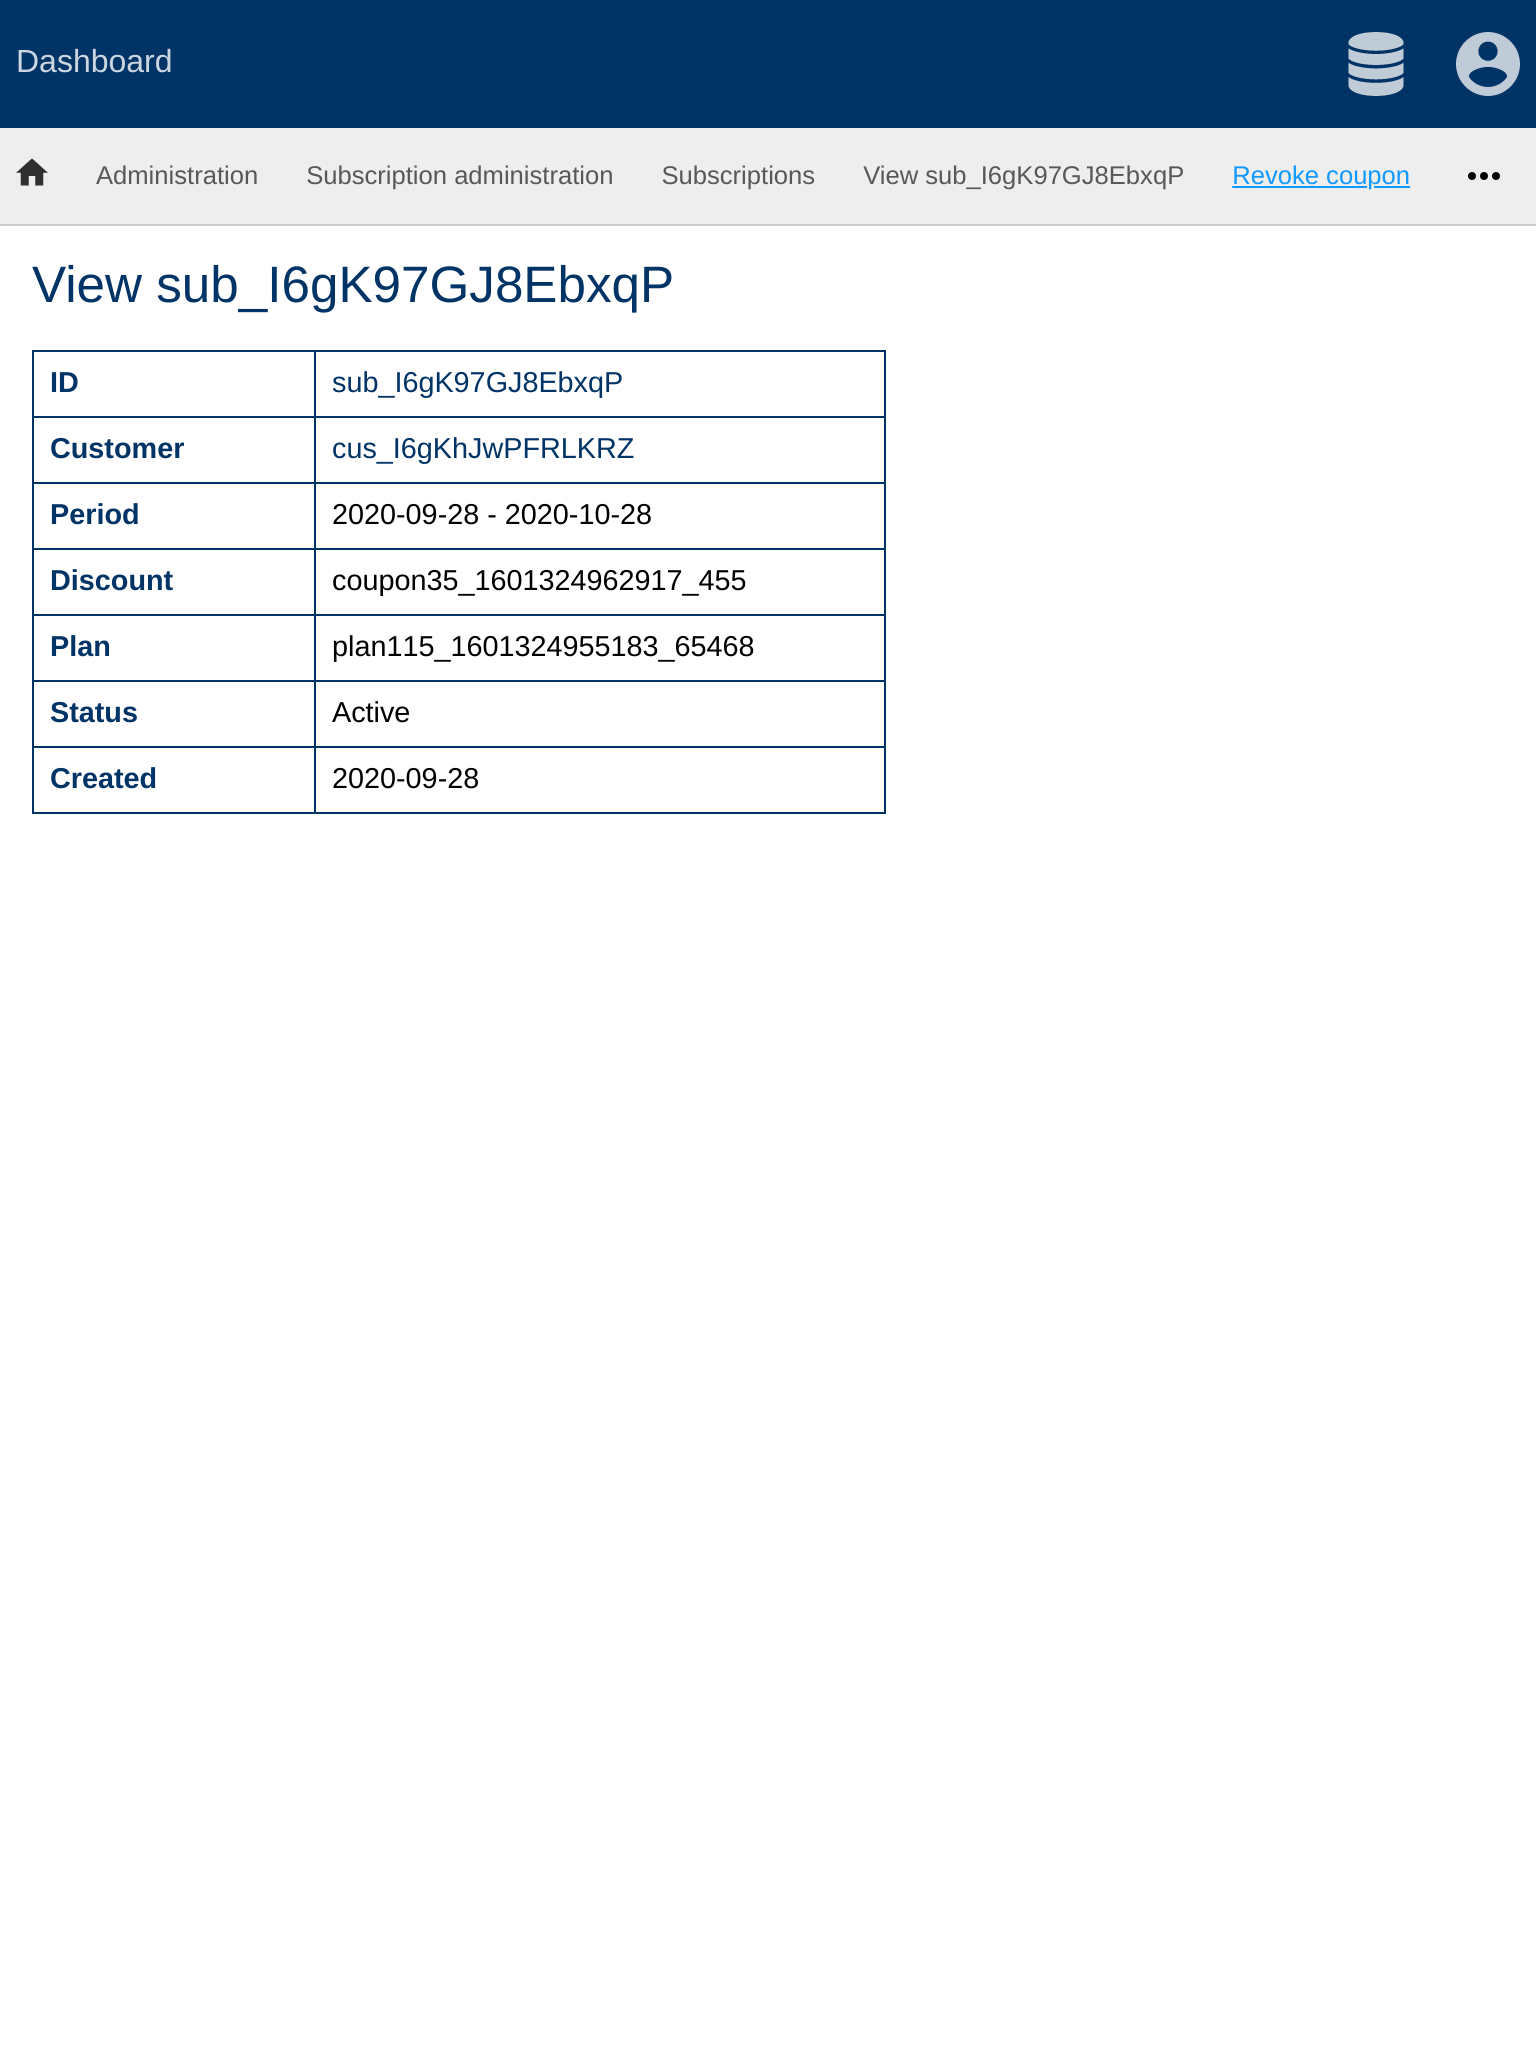 Dashboard
Administration Subscription administration Subscriptions View sub_I6gK97GJ8EbxqP Revoke coupon
View sub_I6gK97GJ8EbxqP
ID sub_I6gK97GJ8EbxqP
Customer cus_I6gKhJwPFRLKRZ
Period 2020-09-28 - 2020-10-28
Discount coupon35_1601324962917_455
Plan plan115_1601324955183_65468
Status Active
Created 2020-09-28